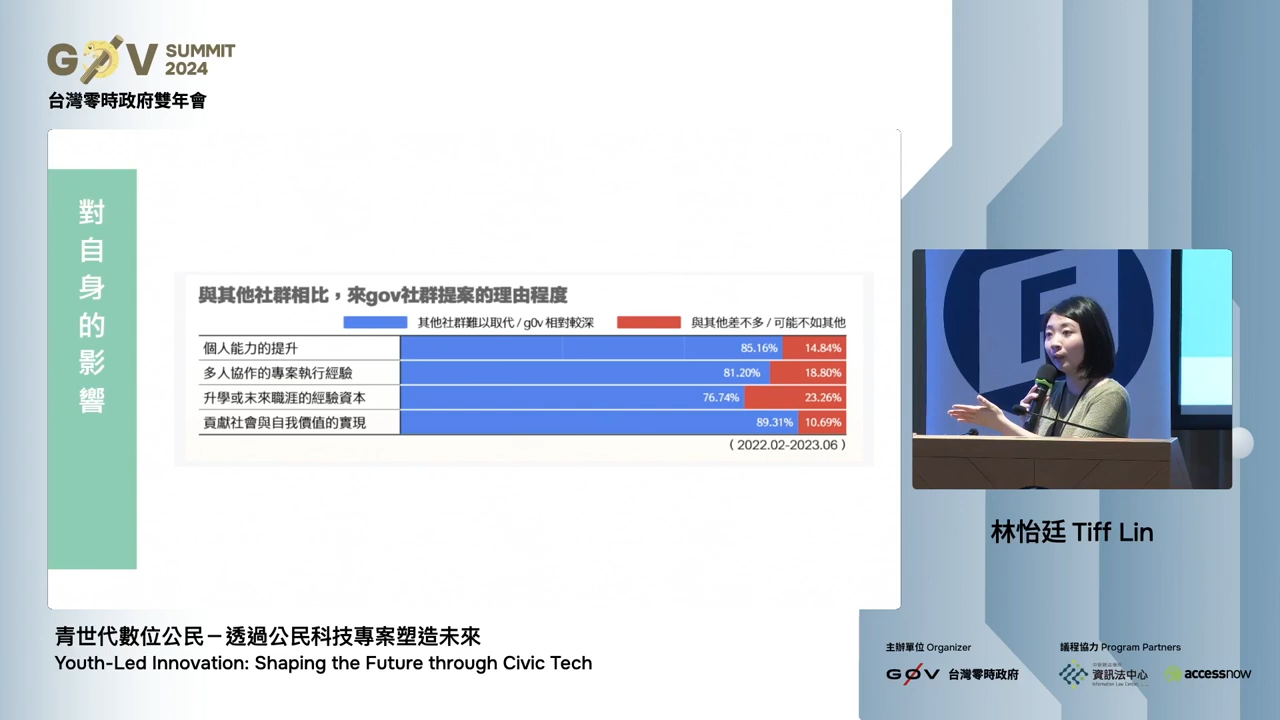 G0V SUMMIT 2024
台灣零時政府雙年會
對自身的影響
與其他社群相比，來gov社群提案的理由程度
其他社群難以取代 / g0v 相對較深
與其他差不多 / 可能不如其他
個人能力的提升 85.16% 14.84%
多人協作的專案執行經驗 81.20% 18.80%
升學或未來職涯的經驗資本 76.74% 23.26%
貢獻社會與自我價值的實現 89.31% 10.69%
（2022.02-2023.06）
林怡廷 Tiff Lin
青世代數位公民－透過公民科技專案塑造未來
Youth-Led Innovation: Shaping the Future through Civic Tech
主辦單位 Organizer
議程協力 Program Partners
G0V 台灣零時政府
資訊法中心
Information Law Center
accessnow